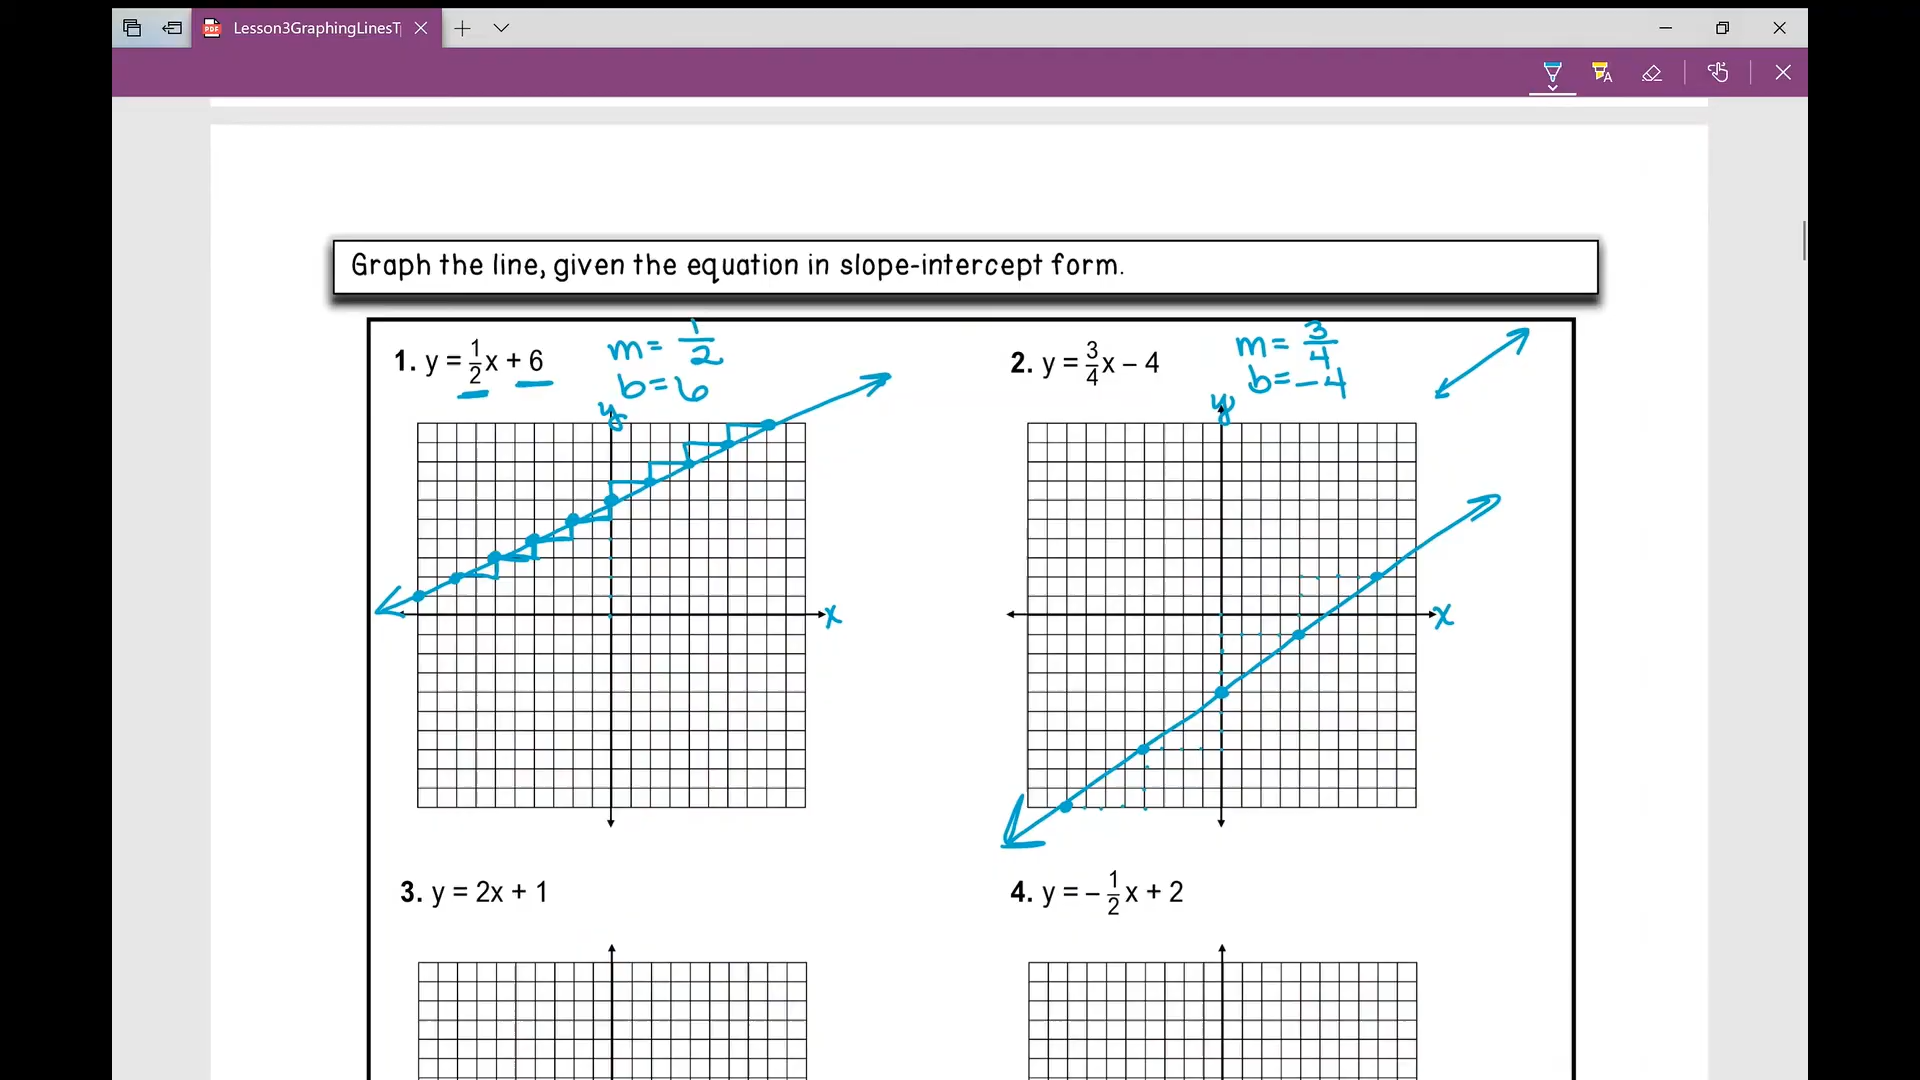 Lesson3GraphingLinesT
Graph the line, given the equation in slope-intercept form.
1. y = 1/2x + 6
m = 1/2
b = 6
y
x
2. y = 3/4x – 4
m = 3/4
b = -4
y
x
3. y = 2x + 1
4. y = – 1/2x + 2